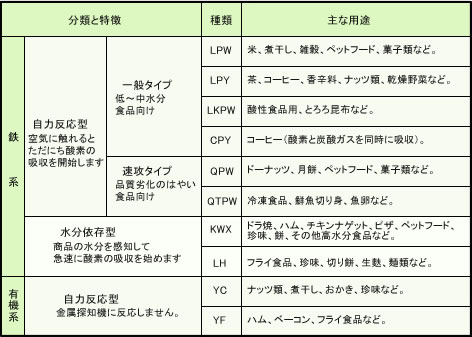 分類と特徴 種類 主な用途
鉄系
自力反応型
空気に触れると
ただにち酸素の
吸収を開始します
一般タイプ
低～中水分
食品向け
LPW 米、煮干し、雑穀、ペットフード、菓子類など。
LPY 茶、コーヒー、香辛料、ナッツ類、乾燥野菜など。
LKPW 酸性食品用、とろろ昆布など。
CPY コーヒー（酸素と炭酸ガスを同時に吸収）。
速攻タイプ
品質劣化のはやい
食品向け
QPW ドーナッツ、月餅、ペットフード、菓子類など。
QTPW 冷凍食品、鮮魚切り身、魚卵など。
水分依存型
商品の水分を感知して
急速に酸素の吸収を始めます
KWX ドラ焼、ハム、チキンナゲット、ピザ、ペットフード、
珍味、餅、その他高水分食品など。
LH フライ食品、珍味、切り餅、生麩、麺類など。
有機系
自力反応型
金属探知機に反応しません。
YC ナッツ類、煮干し、おかき、珍味など。
YF ハム、ベーコン、フライ食品など。